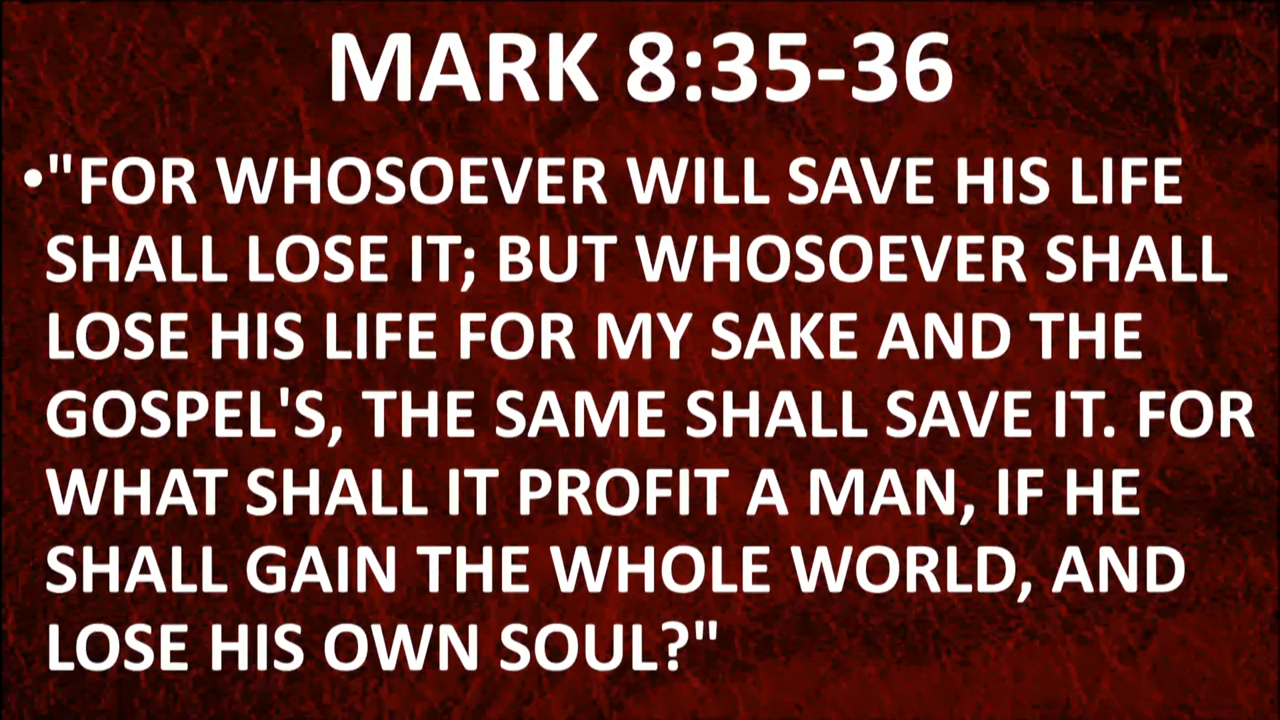 MARK 8:35-36
•"FOR WHOSOEVER WILL SAVE HIS LIFE
SHALL LOSE IT; BUT WHOSOEVER SHALL
LOSE HIS LIFE FOR MY SAKE AND THE
GOSPEL'S, THE SAME SHALL SAVE IT. FOR
WHAT SHALL IT PROFIT A MAN, IF HE
SHALL GAIN THE WHOLE WORLD, AND
LOSE HIS OWN SOUL?"